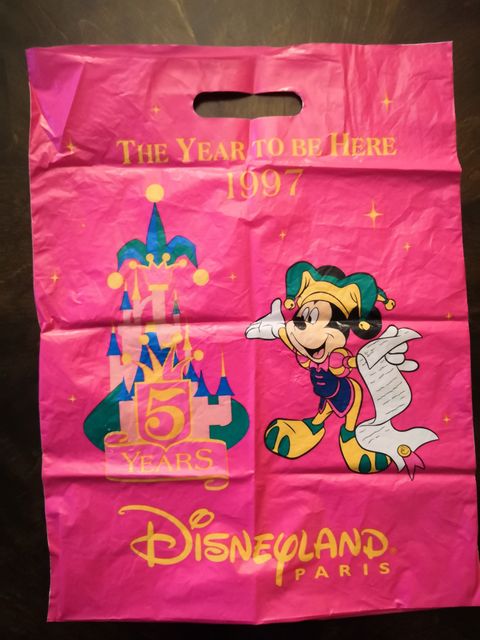 THE YEAR TO BE HERE
1997
5
YEARS
DISNEYLAND®
PARIS